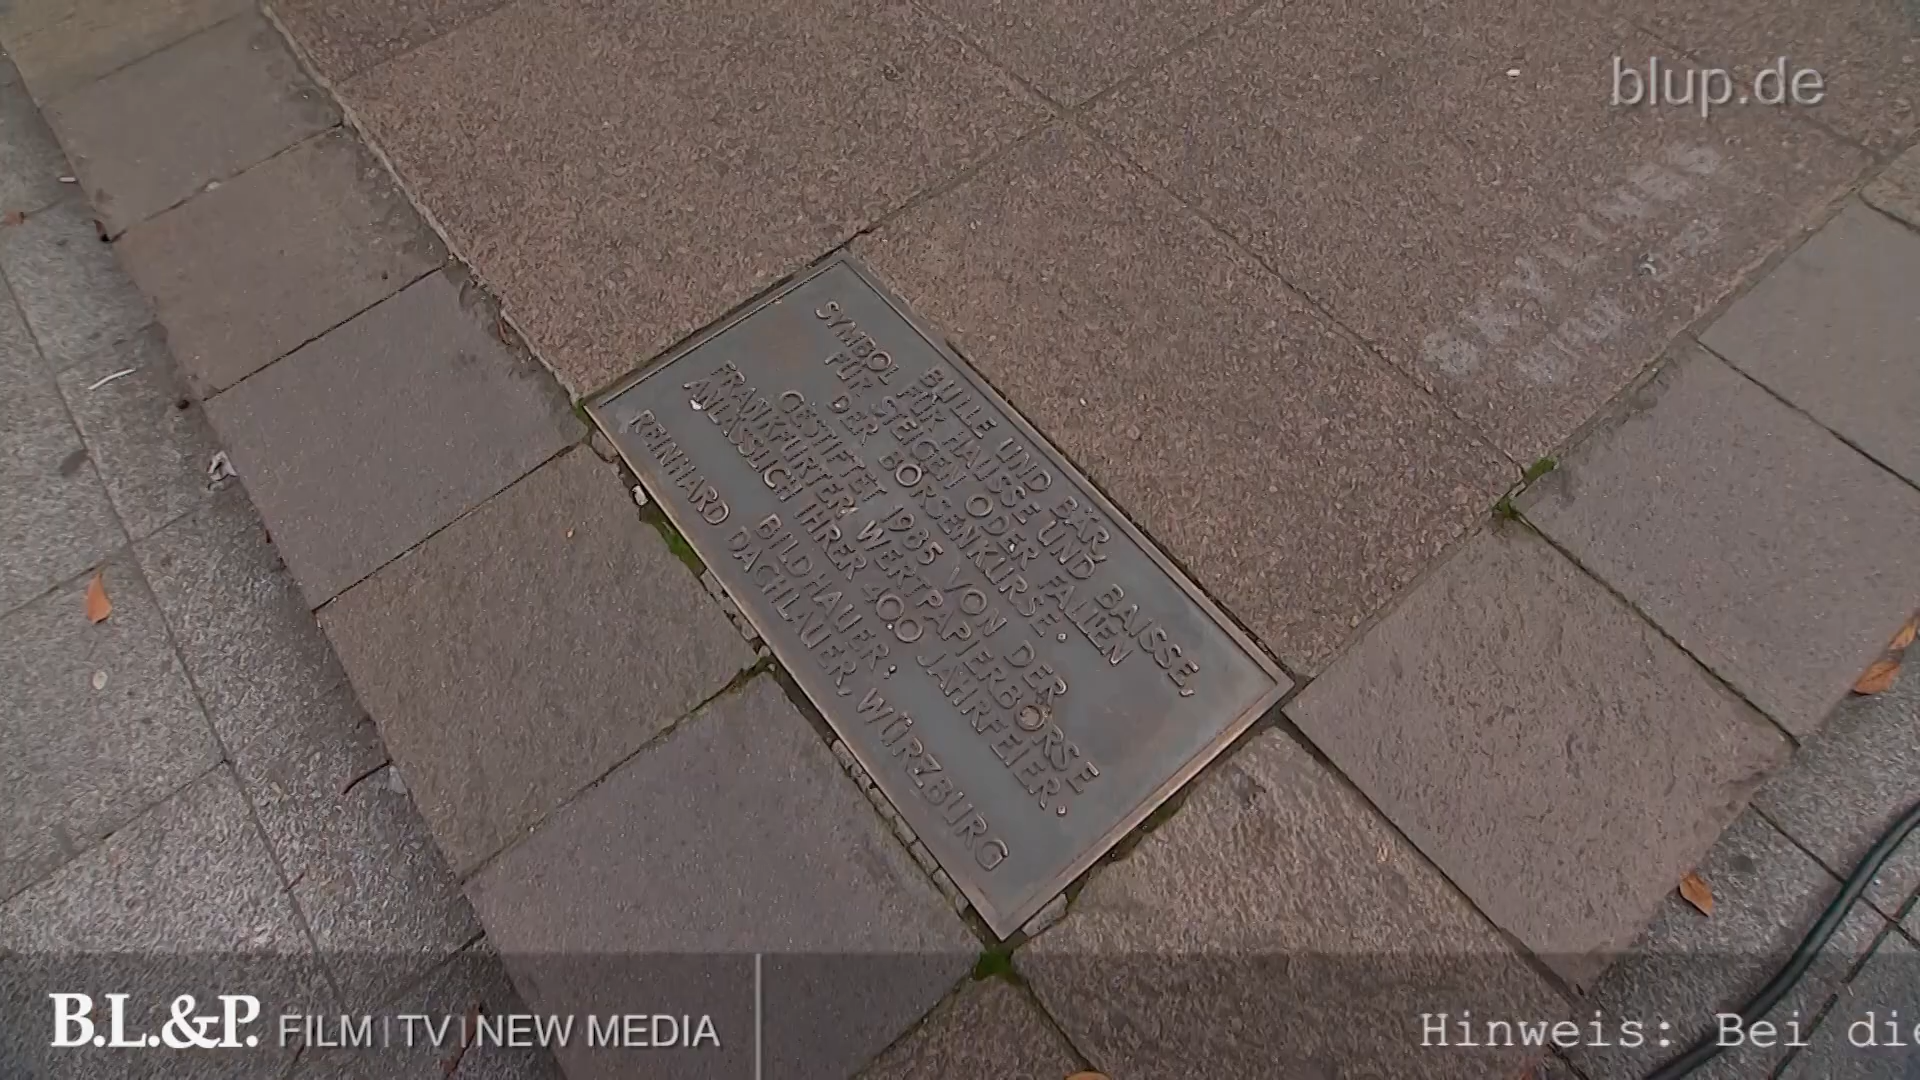 blup.de
BULLE UND BÄR,
SYMBOL FÜR HAUSSE UND BAISSE,
FÜR STEIGEN ODER FALLEN
DER BÖRSENKURSE.
GESTIFTET 1985 VON DER
FRANKFURTER WERTPAPIERBÖRSE
ANLÄSSLICH IHRER 400 JAHRFEIER.
BILDHAUER:
REINHARD DACHLAUER, WÜRZBURG
SKYLINERS
B.L.&P. FILM|TV|NEW MEDIA
Hinweis: Bei die